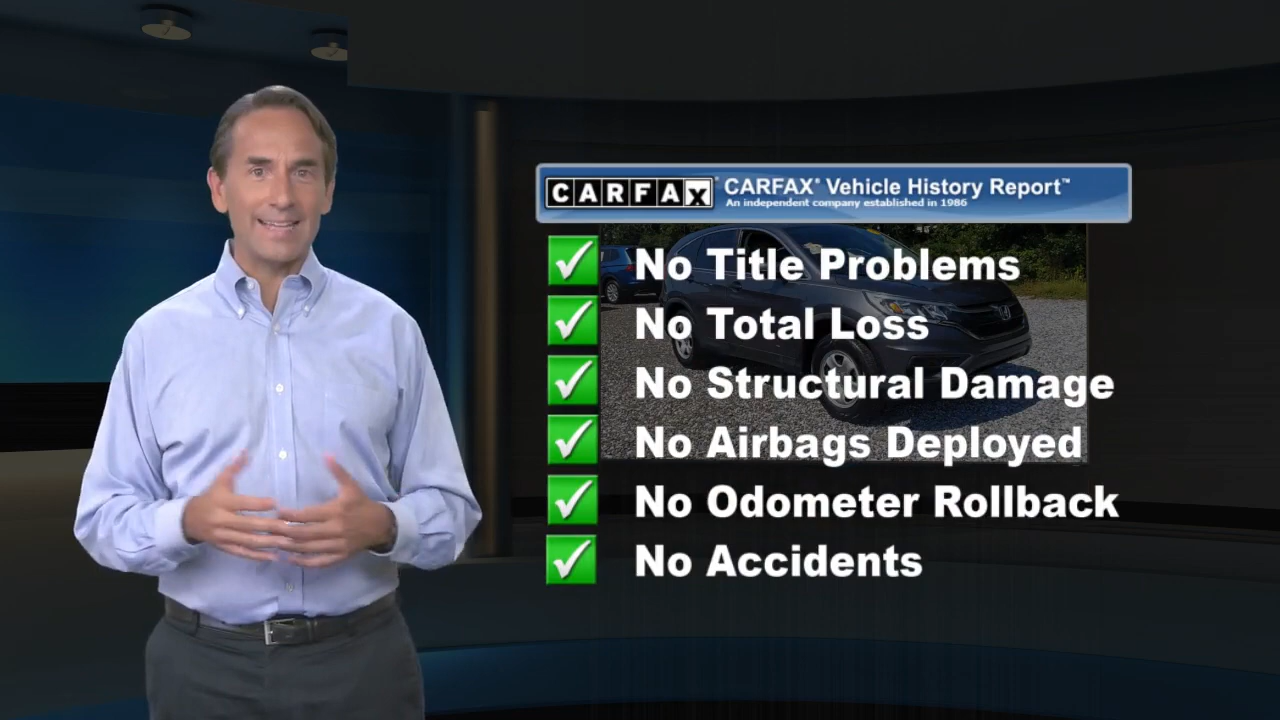 CARFAX® CARFAX® Vehicle History Report™
An independent company established in 1986
No Title Problems
No Total Loss
No Structural Damage
No Airbags Deployed
No Odometer Rollback
No Accidents